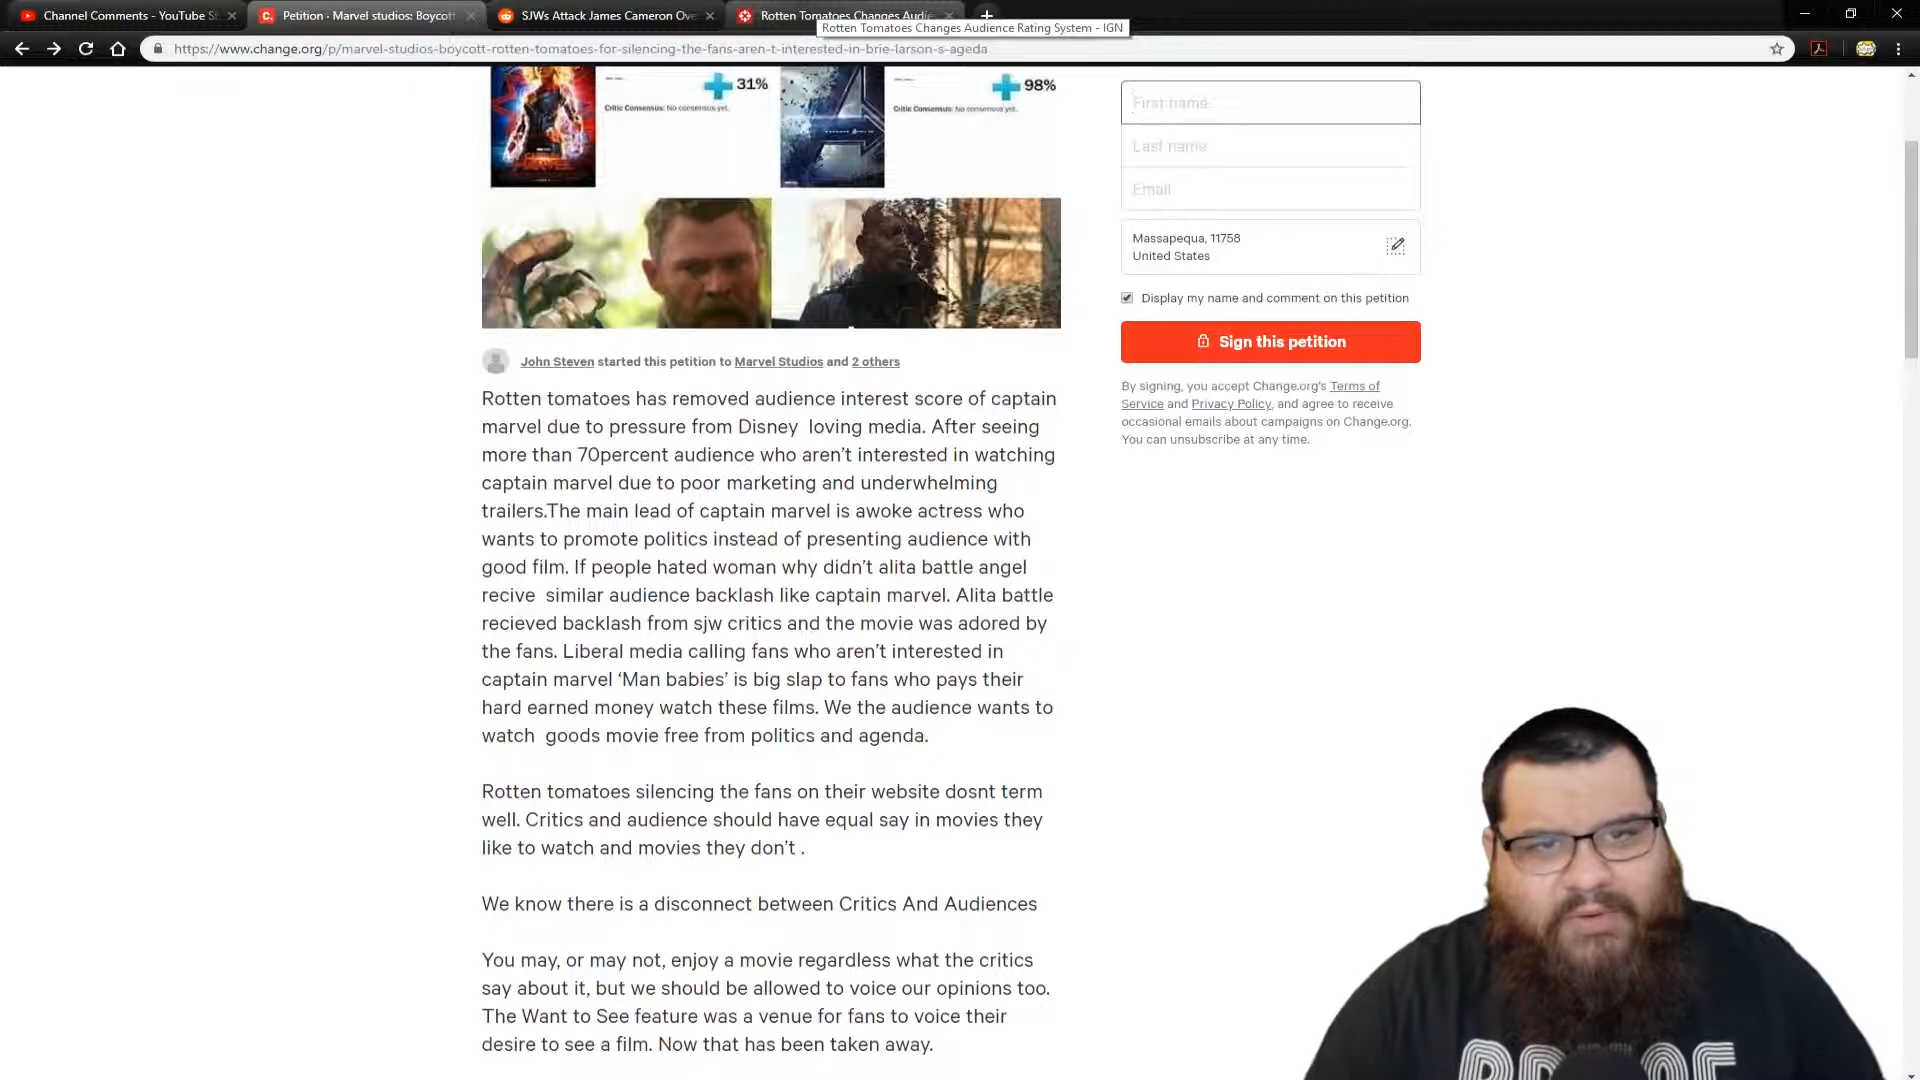 Channel Comments - YouTube S
Petition · Marvel studios: Boycott
SJWs Attack James Cameron Ove
Rotten Tomatoes Changes Audie
Rotten Tomatoes Changes Audience Rating System - IGN
https://www.change.org/p/marvel-studios-boycott-rotten-tomatoes-for-silencing-the-fans-aren-t-interested-in-brie-larson-s-ageda
31%
Critic Consensus: No consensus yet.
98%
Critic Consensus: No consensus yet.
John Steven started this petition to Marvel Studios and 2 others
Rotten tomatoes has removed audience interest score of captain
marvel due to pressure from Disney  loving media. After seeing
more than 70percent audience who aren't interested in watching
captain marvel due to poor marketing and underwhelming
trailers.The main lead of captain marvel is awoke actress who
wants to promote politics instead of presenting audience with
good film. If people hated woman why didn't alita battle angel
recive  similar audience backlash like captain marvel. Alita battle
recieved backlash from sjw critics and the movie was adored by
the fans. Liberal media calling fans who aren't interested in
captain marvel ‘Man babies’ is big slap to fans who pays their
hard earned money watch these films. We the audience wants to
watch  goods movie free from politics and agenda.
Rotten tomatoes silencing the fans on their website dosnt term
well. Critics and audience should have equal say in movies they
like to watch and movies they don't .
We know there is a disconnect between Critics And Audiences
You may, or may not, enjoy a movie regardless what the critics
say about it, but we should be allowed to voice our opinions too.
The Want to See feature was a venue for fans to voice their
desire to see a film. Now that has been taken away.
First name
Last name
Email
Massapequa, 11758
United States
Display my name and comment on this petition
Sign this petition
By signing, you accept Change.org's Terms of
Service and Privacy Policy, and agree to receive
occasional emails about campaigns on Change.org.
You can unsubscribe at any time.